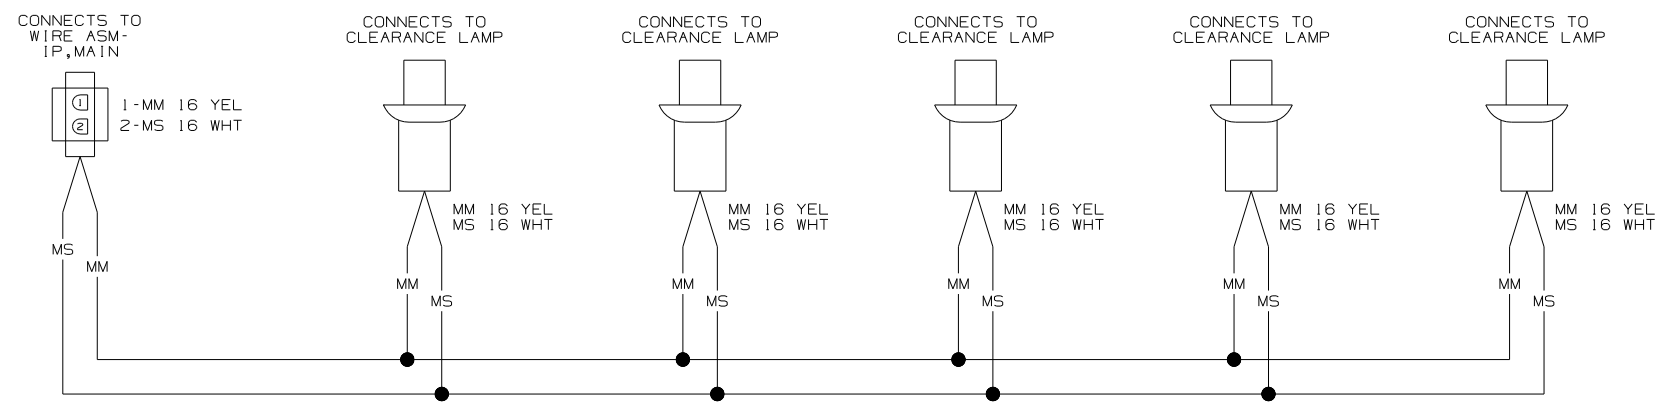 CONNECTS TO
WIRE ASM-
IP,MAIN
1
2
1-MM 16 YEL
2-MS 16 WHT
MS
MM
CONNECTS TO
CLEARANCE LAMP
MM 16 YEL
MS 16 WHT
MM
MS
CONNECTS TO
CLEARANCE LAMP
MM 16 YEL
MS 16 WHT
MM
MS
CONNECTS TO
CLEARANCE LAMP
MM 16 YEL
MS 16 WHT
MM
MS
CONNECTS TO
CLEARANCE LAMP
MM 16 YEL
MS 16 WHT
MM
MS
CONNECTS TO
CLEARANCE LAMP
MM 16 YEL
MS 16 WHT
MM
MS